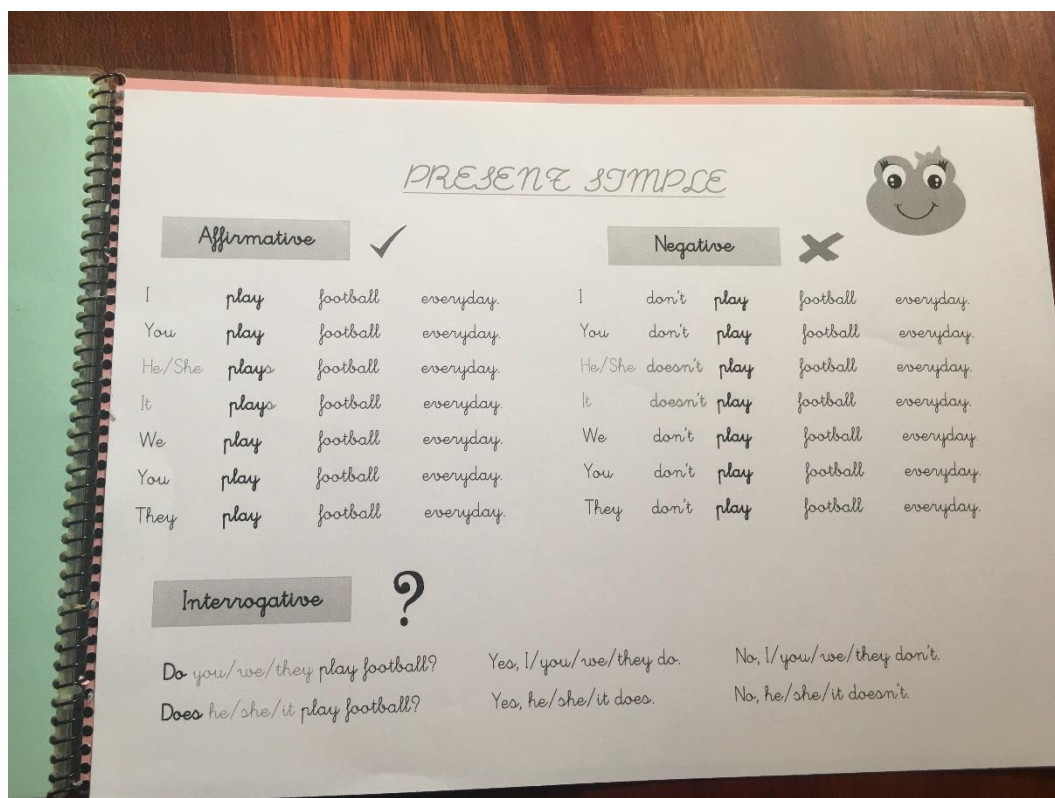 PRESENT SIMPLE
Affirmative
I play football everyday.
You play football everyday.
He/She plays football everyday.
It plays football everyday.
We play football everyday.
You play football everyday.
They play football everyday.
Negative
I don't play football everyday.
You don't play football everyday.
He/She doesn't play football everyday.
It doesn't play football everyday.
We don't play football everyday.
You don't play football everyday.
They don't play football everyday.
Interrogative ?
Do you/we/they play football? Yes, I/you/we/they do. No, I/you/we/they don't.
Does he/she/it play football? Yes, he/she/it does. No, he/she/it doesn't.